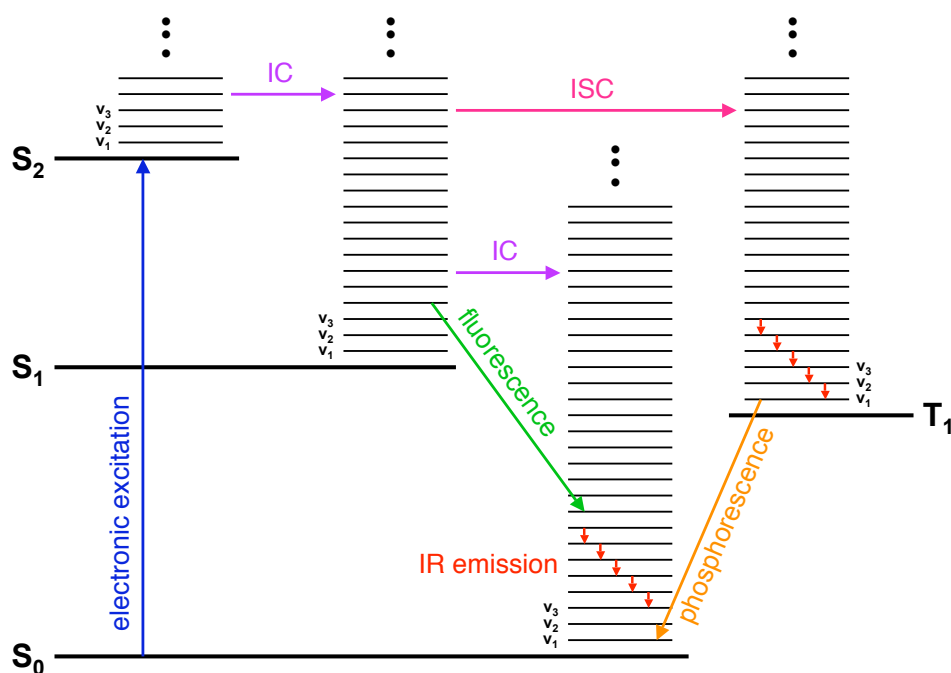 IC
ISC
v₃
v₂
v₁
S₂
IC
v₃
v₂
v₁
S₁
fluorescence
v₃
v₂
v₁
T₁
electronic excitation
IR emission
phosphorescence
v₃
v₂
v₁
S₀